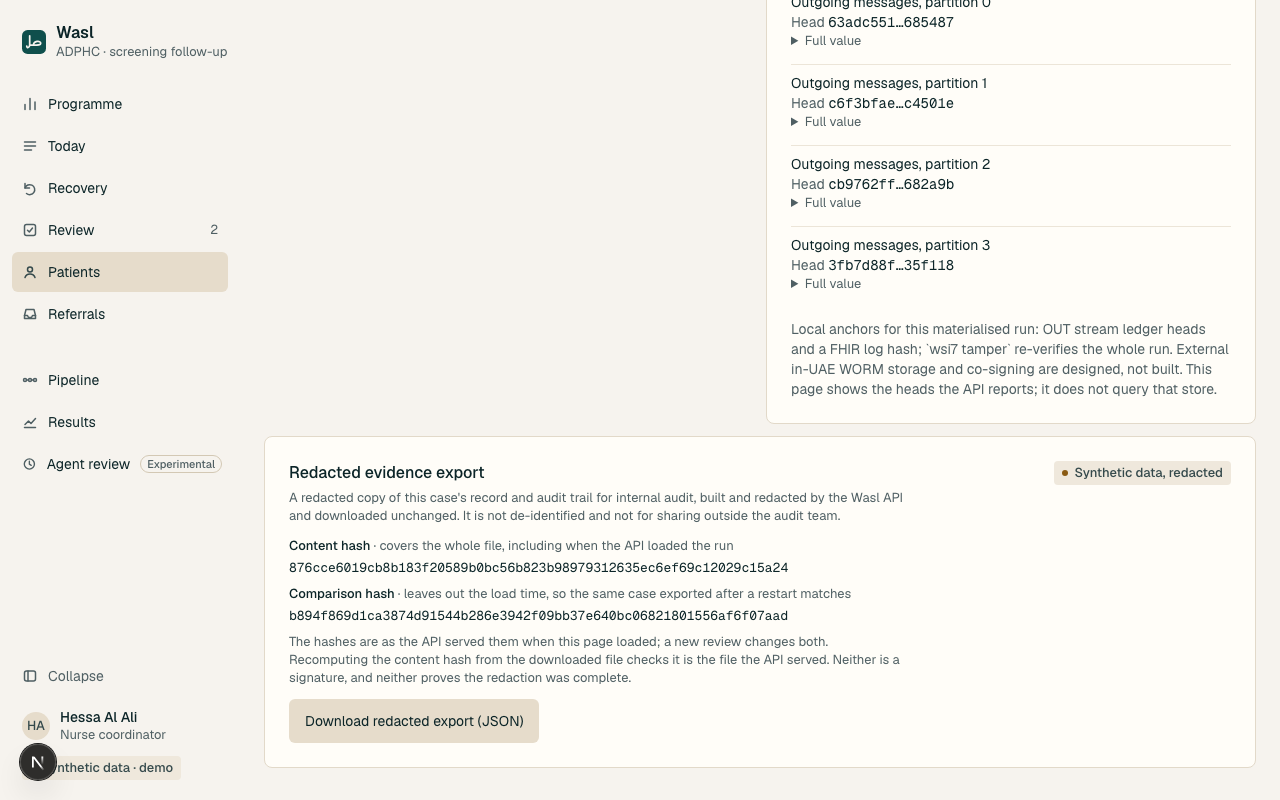 صل
Wasl
ADPHC · screening follow-up
Programme
Today
Recovery
Review 2
Patients
Referrals
Pipeline
Results
Agent review Experimental
Collapse
HA
Hessa Al Ali
Nurse coordinator
N
nthetic data · demo
Outgoing messages, partition 0
Head 63adc551…685487
Full value
Outgoing messages, partition 1
Head c6f3bfae…c4501e
Full value
Outgoing messages, partition 2
Head cb9762ff…682a9b
Full value
Outgoing messages, partition 3
Head 3fb7d88f…35f118
Full value
Local anchors for this materialised run: OUT stream ledger heads
and a FHIR log hash; `wsi7 tamper` re-verifies the whole run. External
in-UAE WORM storage and co-signing are designed, not built. This
page shows the heads the API reports; it does not query that store.
Redacted evidence export
Synthetic data, redacted
A redacted copy of this case's record and audit trail for internal audit, built and redacted by the Wasl API
and downloaded unchanged. It is not de-identified and not for sharing outside the audit team.
Content hash · covers the whole file, including when the API loaded the run
876cce6019cb8b183f20589b0bc56b823b98979312635ec6ef69c12029c15a24
Comparison hash · leaves out the load time, so the same case exported after a restart matches
b894f869d1ca3874d91544b286e3942f09bb37e640bc06821801556af6f07aad
The hashes are as the API served them when this page loaded; a new review changes both.
Recomputing the content hash from the downloaded file checks it is the file the API served. Neither is a
signature, and neither proves the redaction was complete.
Download redacted export (JSON)